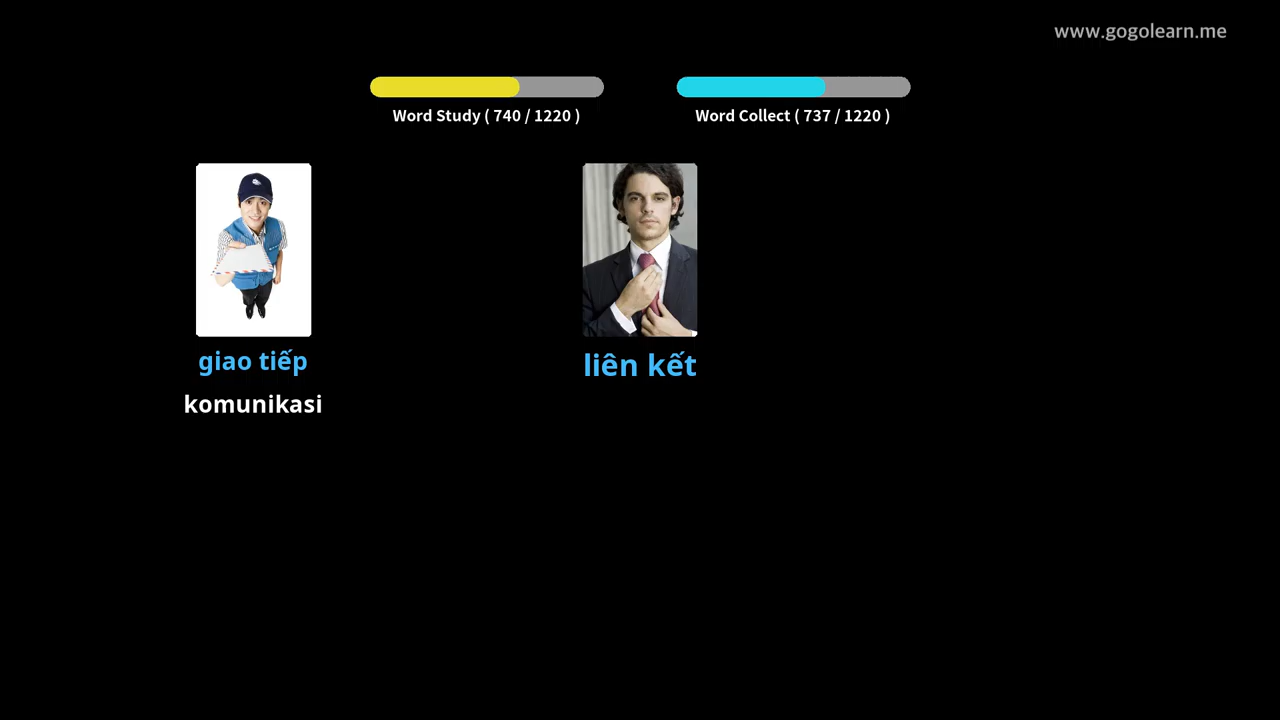 www.gogolearn.me
Word Study ( 740 / 1220 )
Word Collect ( 737 / 1220 )
giao tiếp
komunikasi
liên kết